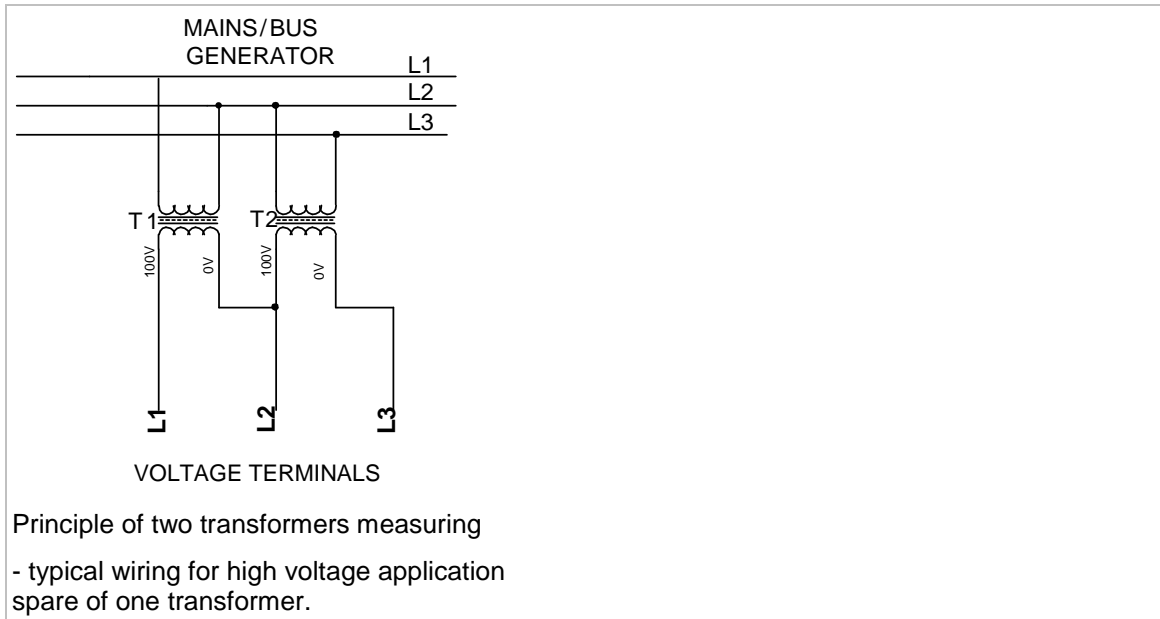 MAINS/BUS
GENERATOR
L1
L2
L3
T1
T2
100V
0V
100V
0V
L1
L2
L3
VOLTAGE TERMINALS
Principle of two transformers measuring
- typical wiring for high voltage application
spare of one transformer.